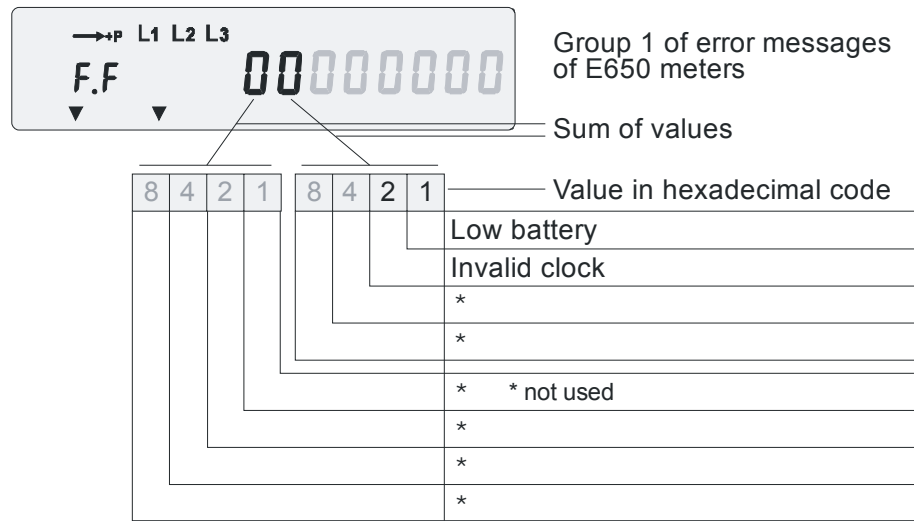 +P L1 L2 L3
F.F 00000000
Group 1 of error messages
of E650 meters
Sum of values
8 4 2 1 8 4 2 1 Value in hexadecimal code
Low battery
Invalid clock
*
*
* * not used
*
*
*